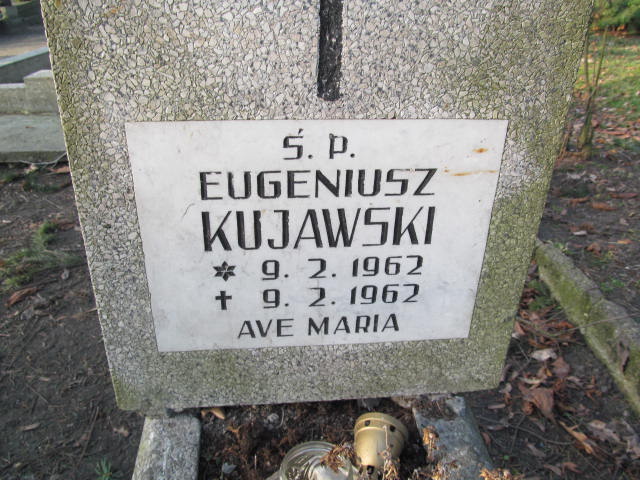 Ś. P.
EUGENIUSZ
KUJAWSKI
* 9. 2. 1962
† 9. 2. 1962
AVE MARIA